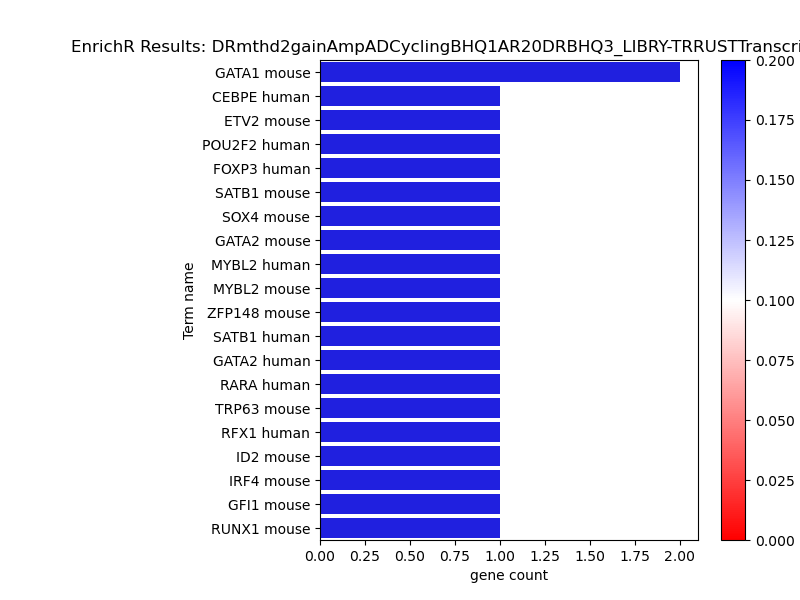 EnrichR Results: DRmthd2gainAmpADCyclingBHQ1AR20DRBHQ3_LIBRY-TRRUSTTranscri
GATA1 mouse
CEBPE human
ETV2 mouse
POU2F2 human
FOXP3 human
SATB1 mouse
SOX4 mouse
GATA2 mouse
MYBL2 human
MYBL2 mouse
ZFP148 mouse
SATB1 human
GATA2 human
RARA human
TRP63 mouse
RFX1 human
ID2 mouse
IRF4 mouse
GFI1 mouse
RUNX1 mouse
Term name
0.00 0.25 0.50 0.75 1.00 1.25 1.50 1.75 2.00
gene count
0.200
0.175
0.150
0.125
0.100
0.075
0.050
0.025
0.000